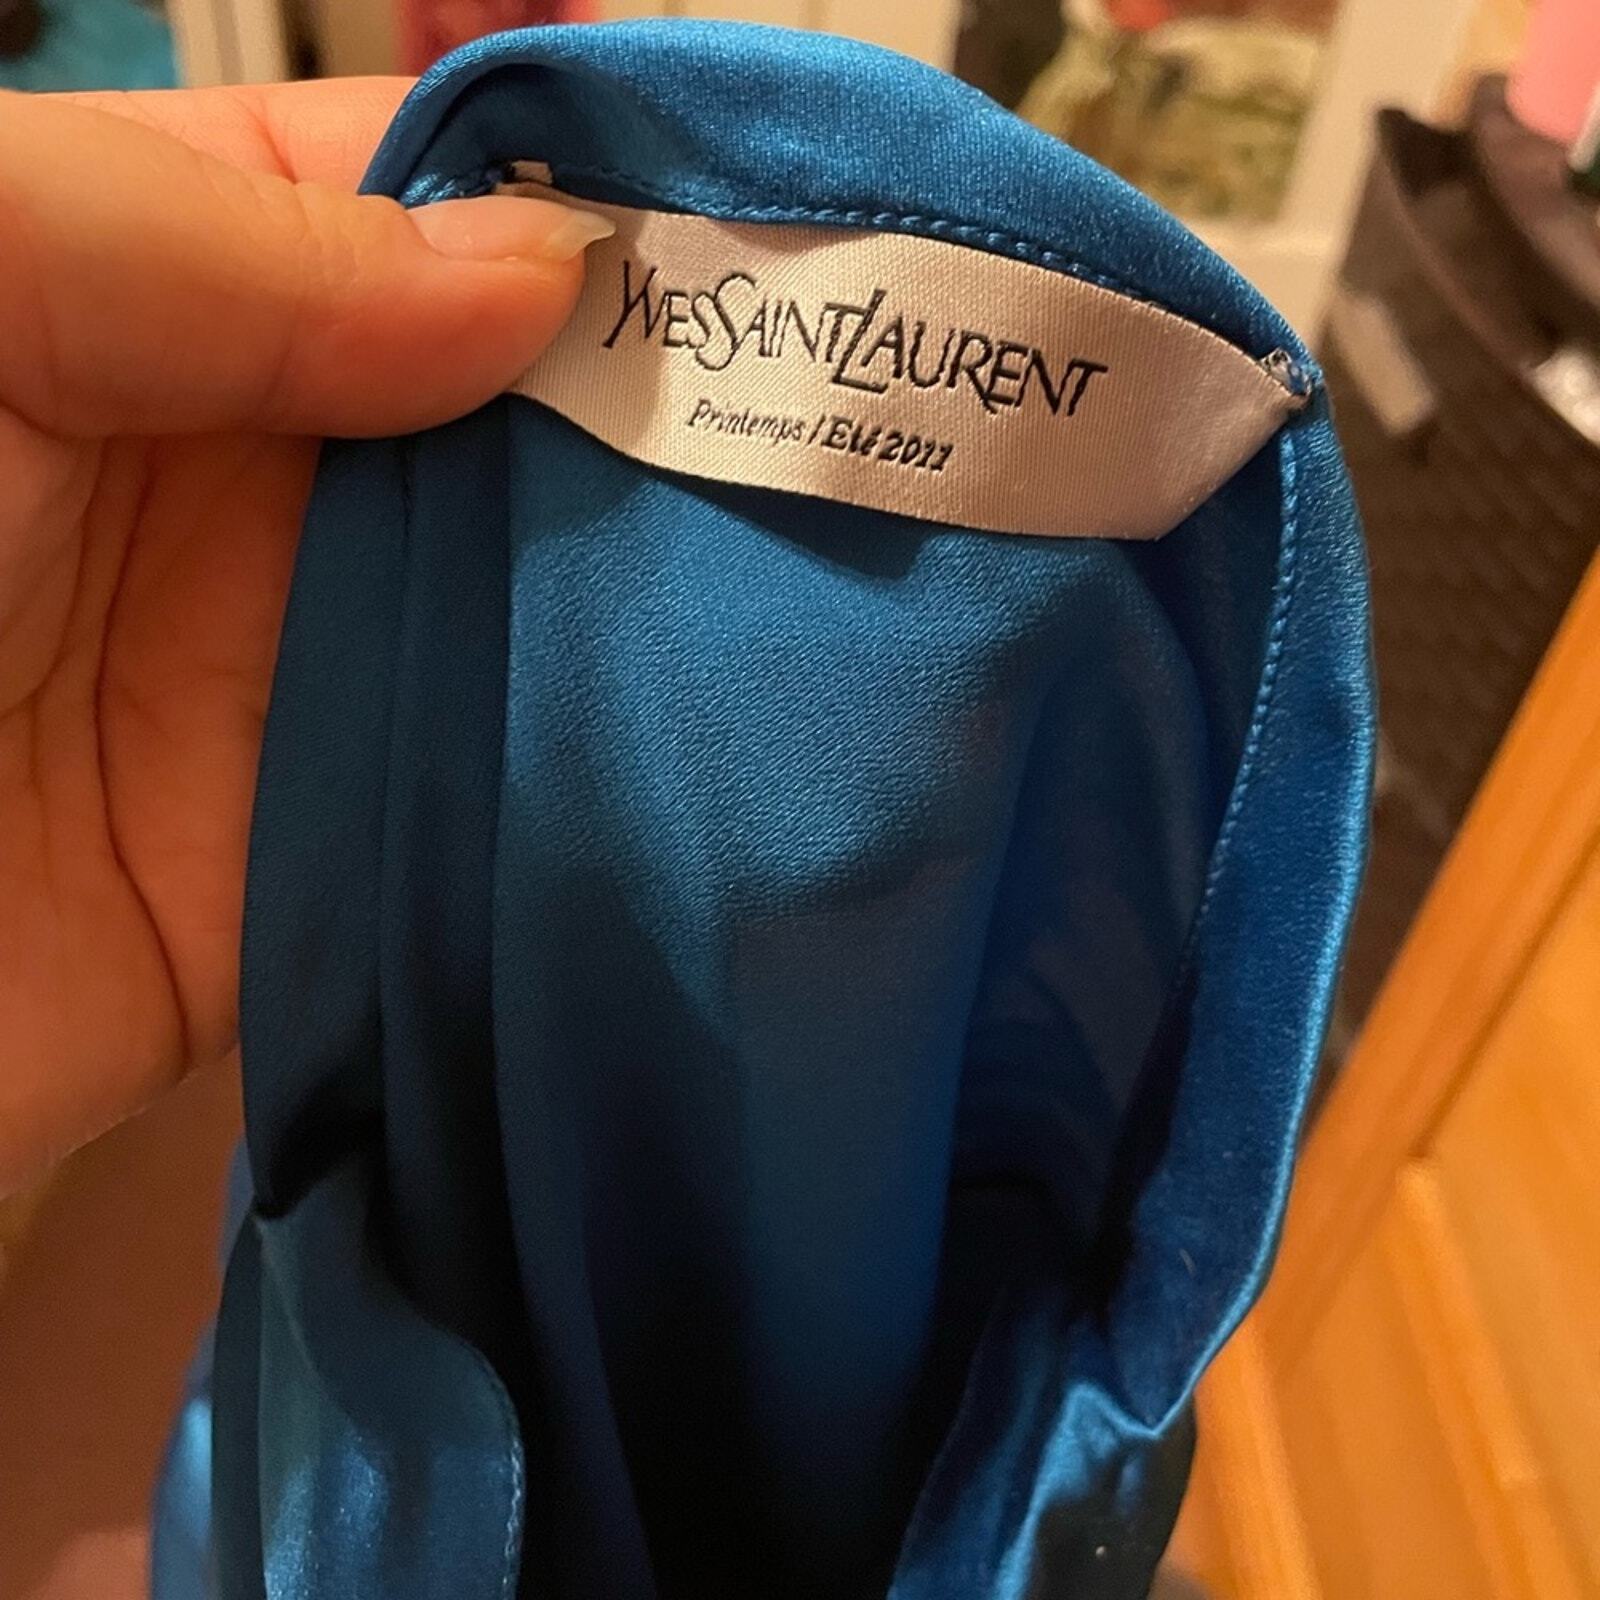 YVESSAINTLAURENT
Printemps / Eté 2011